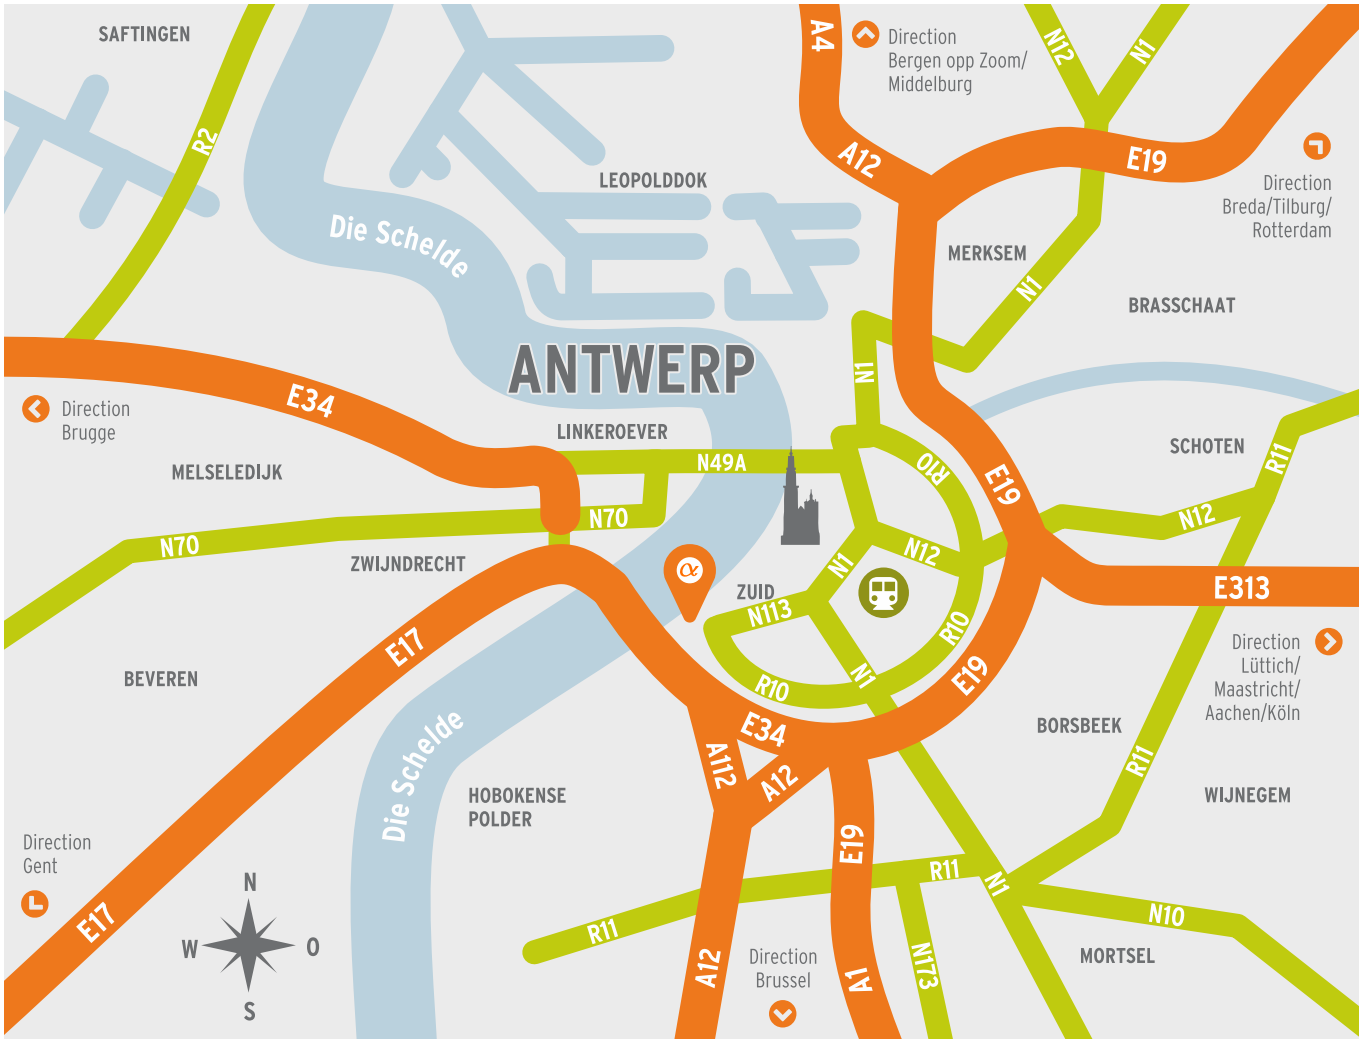 SAFTINGEN
A4
Direction
Bergen opp Zoom/
Middelburg
N12
N1
R2
A12
E19
Direction
Breda/Tilburg/
Rotterdam
LEOPOLDDOK
Die Schelde
MERKSEM
N1
BRASSCHAAT
ANTWERP
N1
E34
Direction
Brugge
LINKEROEVER
MELSELEDIJK
N49A
R10
SCHOTEN
R11
E19
N70
N70
N12
ZWIJNDRECHT
N1
N12
α
ZUID
N113
E313
E17
R10
Direction
Lüttich/
Maastricht/
Aachen/Köln
BEVEREN
R10
N1
E19
E34
BORSBEEK
Die Schelde
A112
A12
R11
HOBOKENSE
POLDER
WIJNEGEM
E19
Direction
Gent
R11
N1
N
W
O
S
E17
R11
N10
A12
Direction
Brussel
A1
N173
MORTSEL